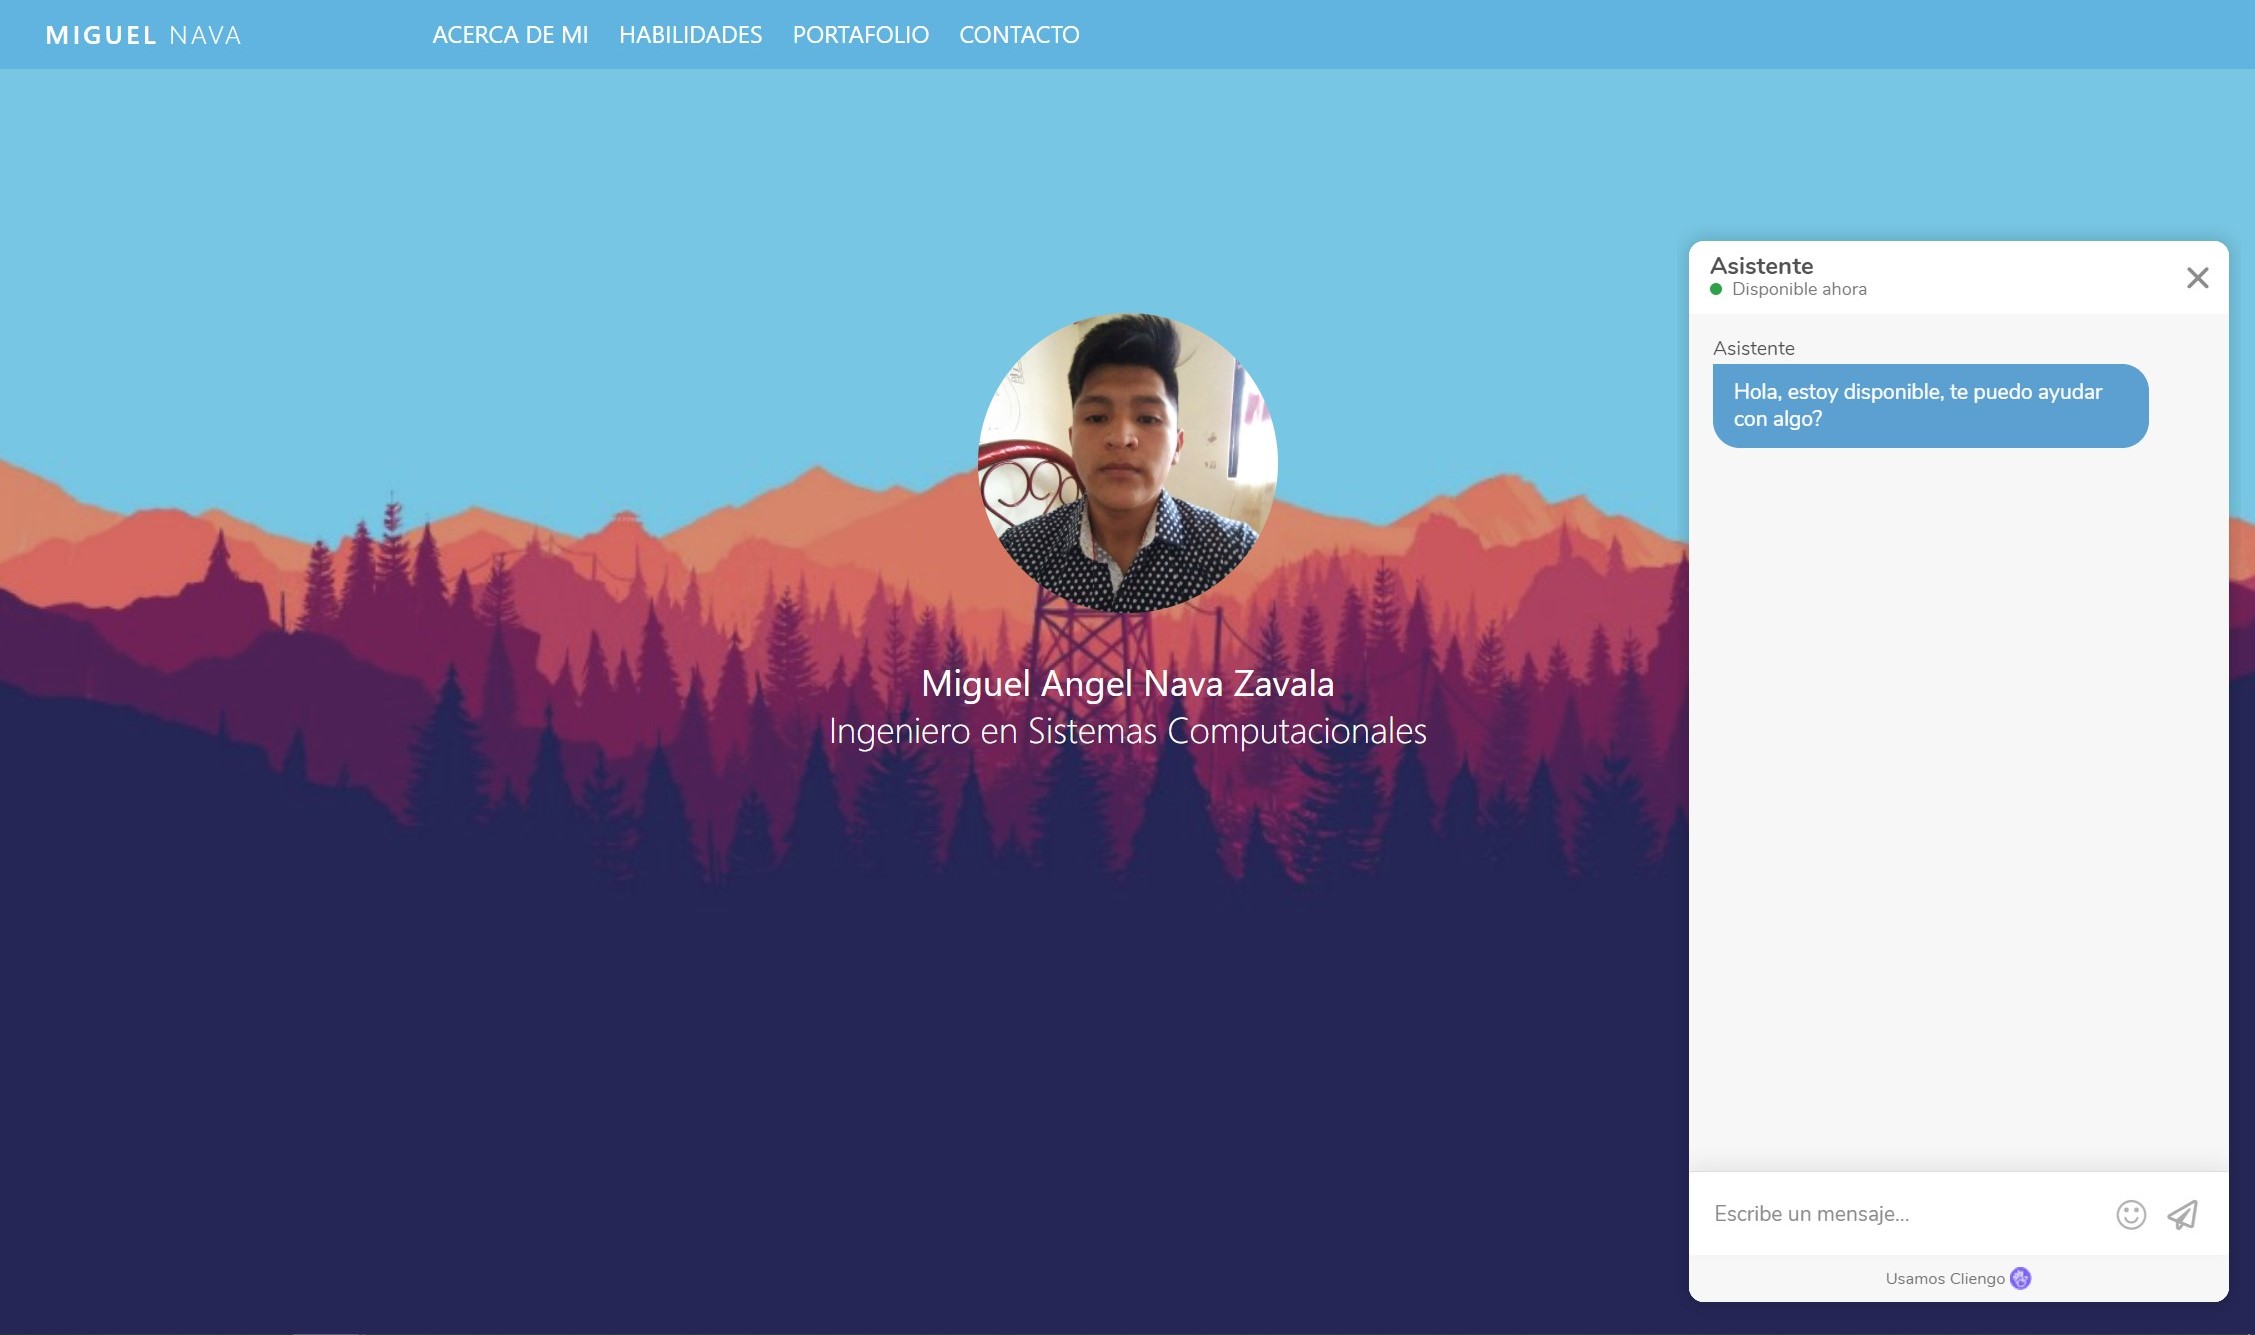 MIGUEL NAVA
ACERCA DE MI
HABILIDADES
PORTAFOLIO
CONTACTO
Miguel Angel Nava Zavala
Ingeniero en Sistemas Computacionales
Asistente
Disponible ahora
Asistente
Hola, estoy disponible, te puedo ayudar
con algo?
Escribe un mensaje...
Usamos Cliengo